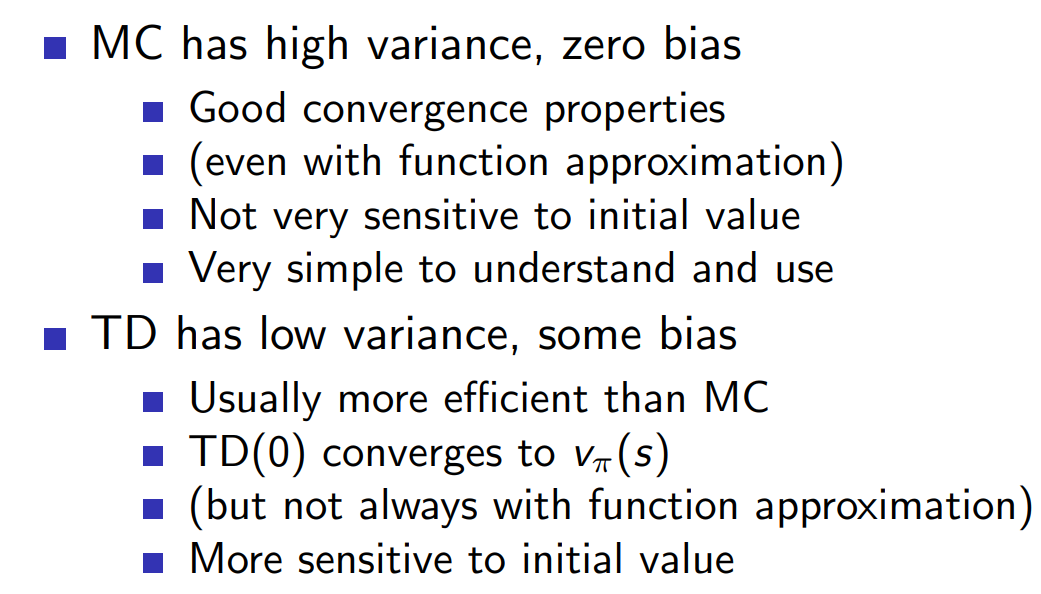 MC has high variance, zero bias
Good convergence properties
(even with function approximation)
Not very sensitive to initial value
Very simple to understand and use
TD has low variance, some bias
Usually more efficient than MC
TD(0) converges to vπ(s)
(but not always with function approximation)
More sensitive to initial value